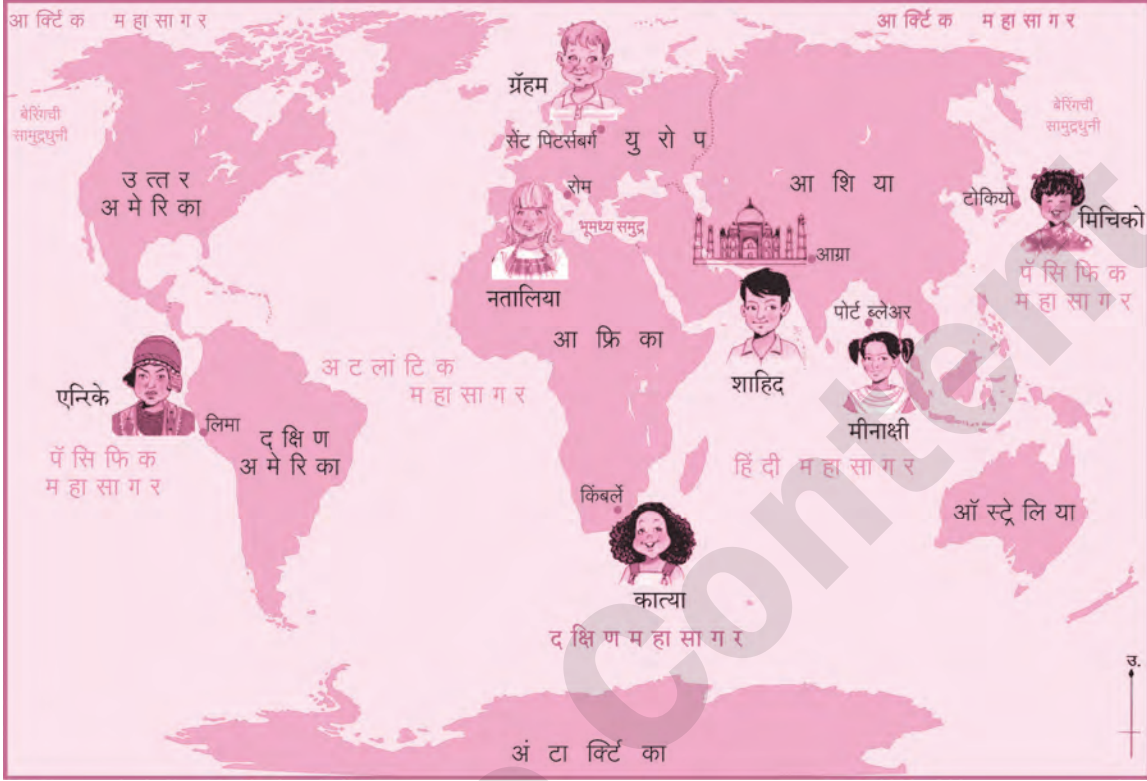 आर्क्टिक महासागर
आर्क्टिक महासागर
ग्रॅहम
बेरिंगची
सामुद्रधुनी
बेरिंगची
सामुद्रधुनी
सेंट पिटर्सबर्ग
युरोप
उत्तर
अमेरिका
आशिया
रोम
टोकियो
मिचिको
भूमध्य समुद्र
आग्रा
पॅसिफिक
महासागर
नतालिया
पोर्ट ब्लेअर
आफ्रिका
अटलांटिक
महासागर
शाहिद
एन्रिके
लिमा
मीनाक्षी
दक्षिण
अमेरिका
पॅसिफिक
महासागर
हिंदी महासागर
किंबर्ले
ऑस्ट्रेलिया
कात्या
दक्षिण महासागर
उ.
अंटार्क्टिका
Content